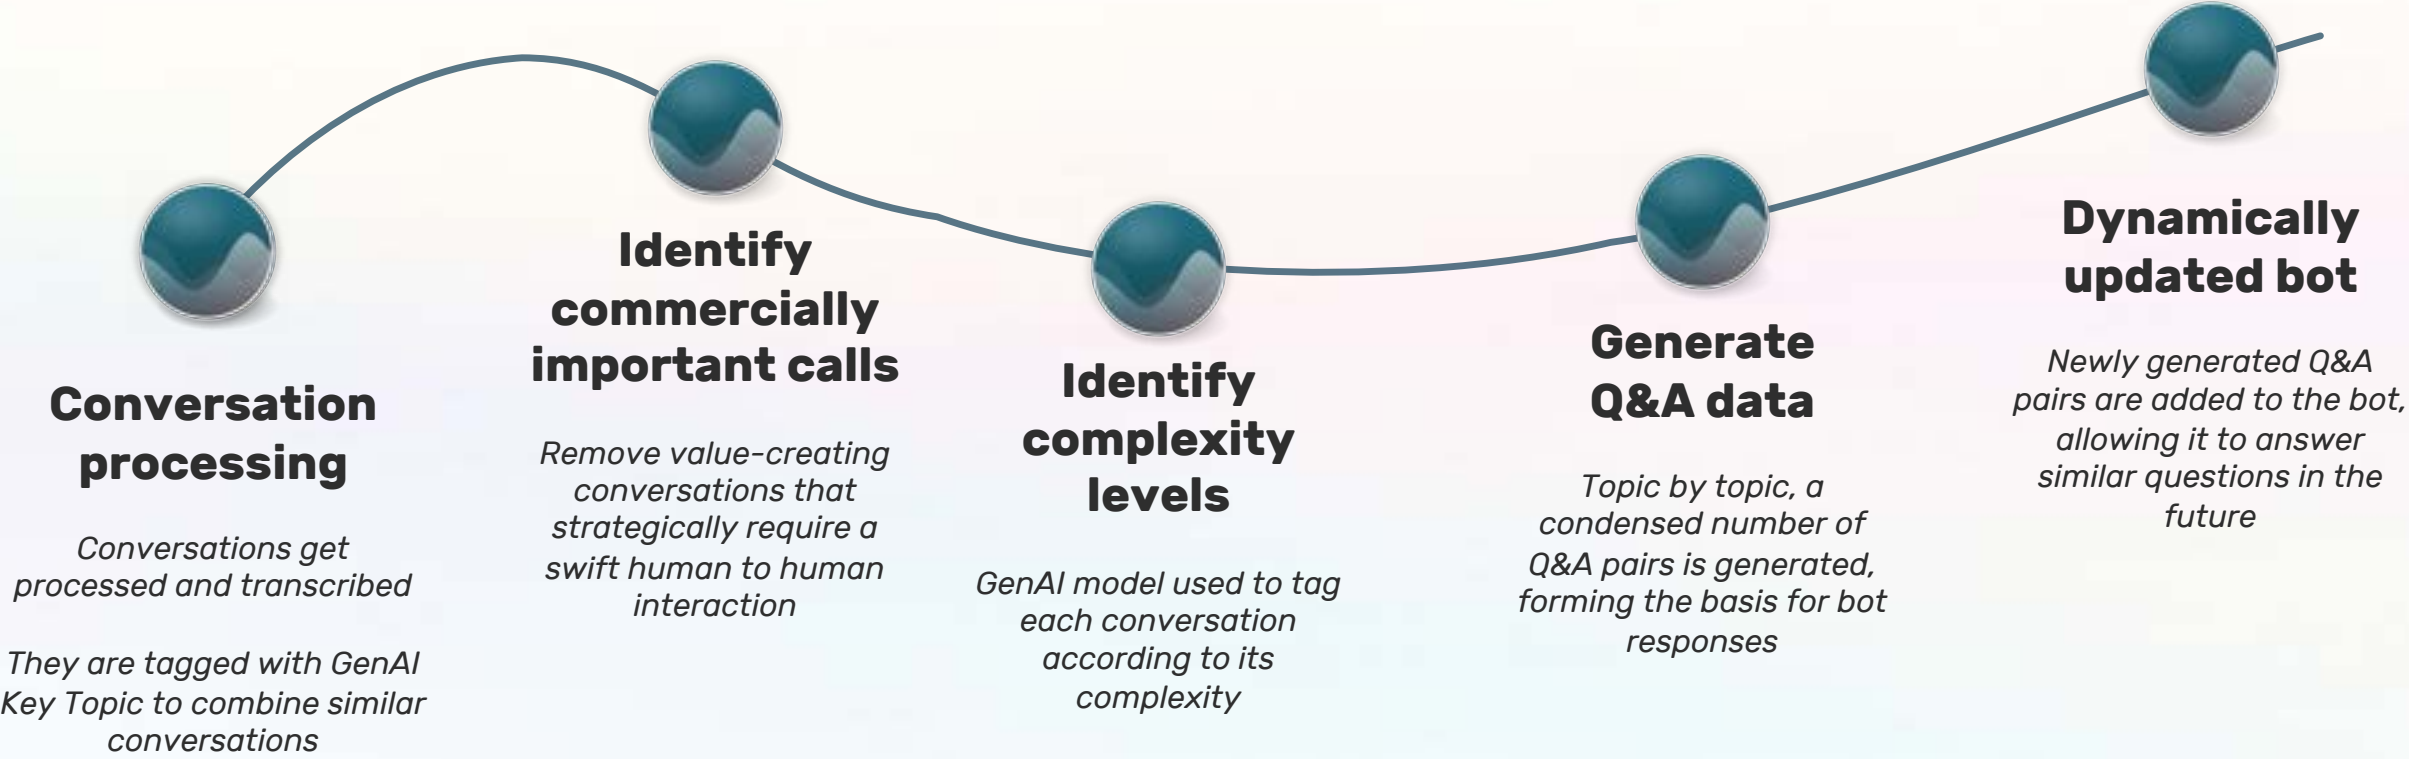 Conversation
processing
Conversations get
processed and transcribed
They are tagged with GenAI
Key Topic to combine similar
conversations
Identify
commercially
important calls
Remove value-creating
conversations that
strategically require a
swift human to human
interaction
Identify
complexity
levels
GenAI model used to tag
each conversation
according to its
complexity
Generate
Q&A data
Topic by topic, a
condensed number of
Q&A pairs is generated,
forming the basis for bot
responses
Dynamically
updated bot
Newly generated Q&A
pairs are added to the bot,
allowing it to answer
similar questions in the
future